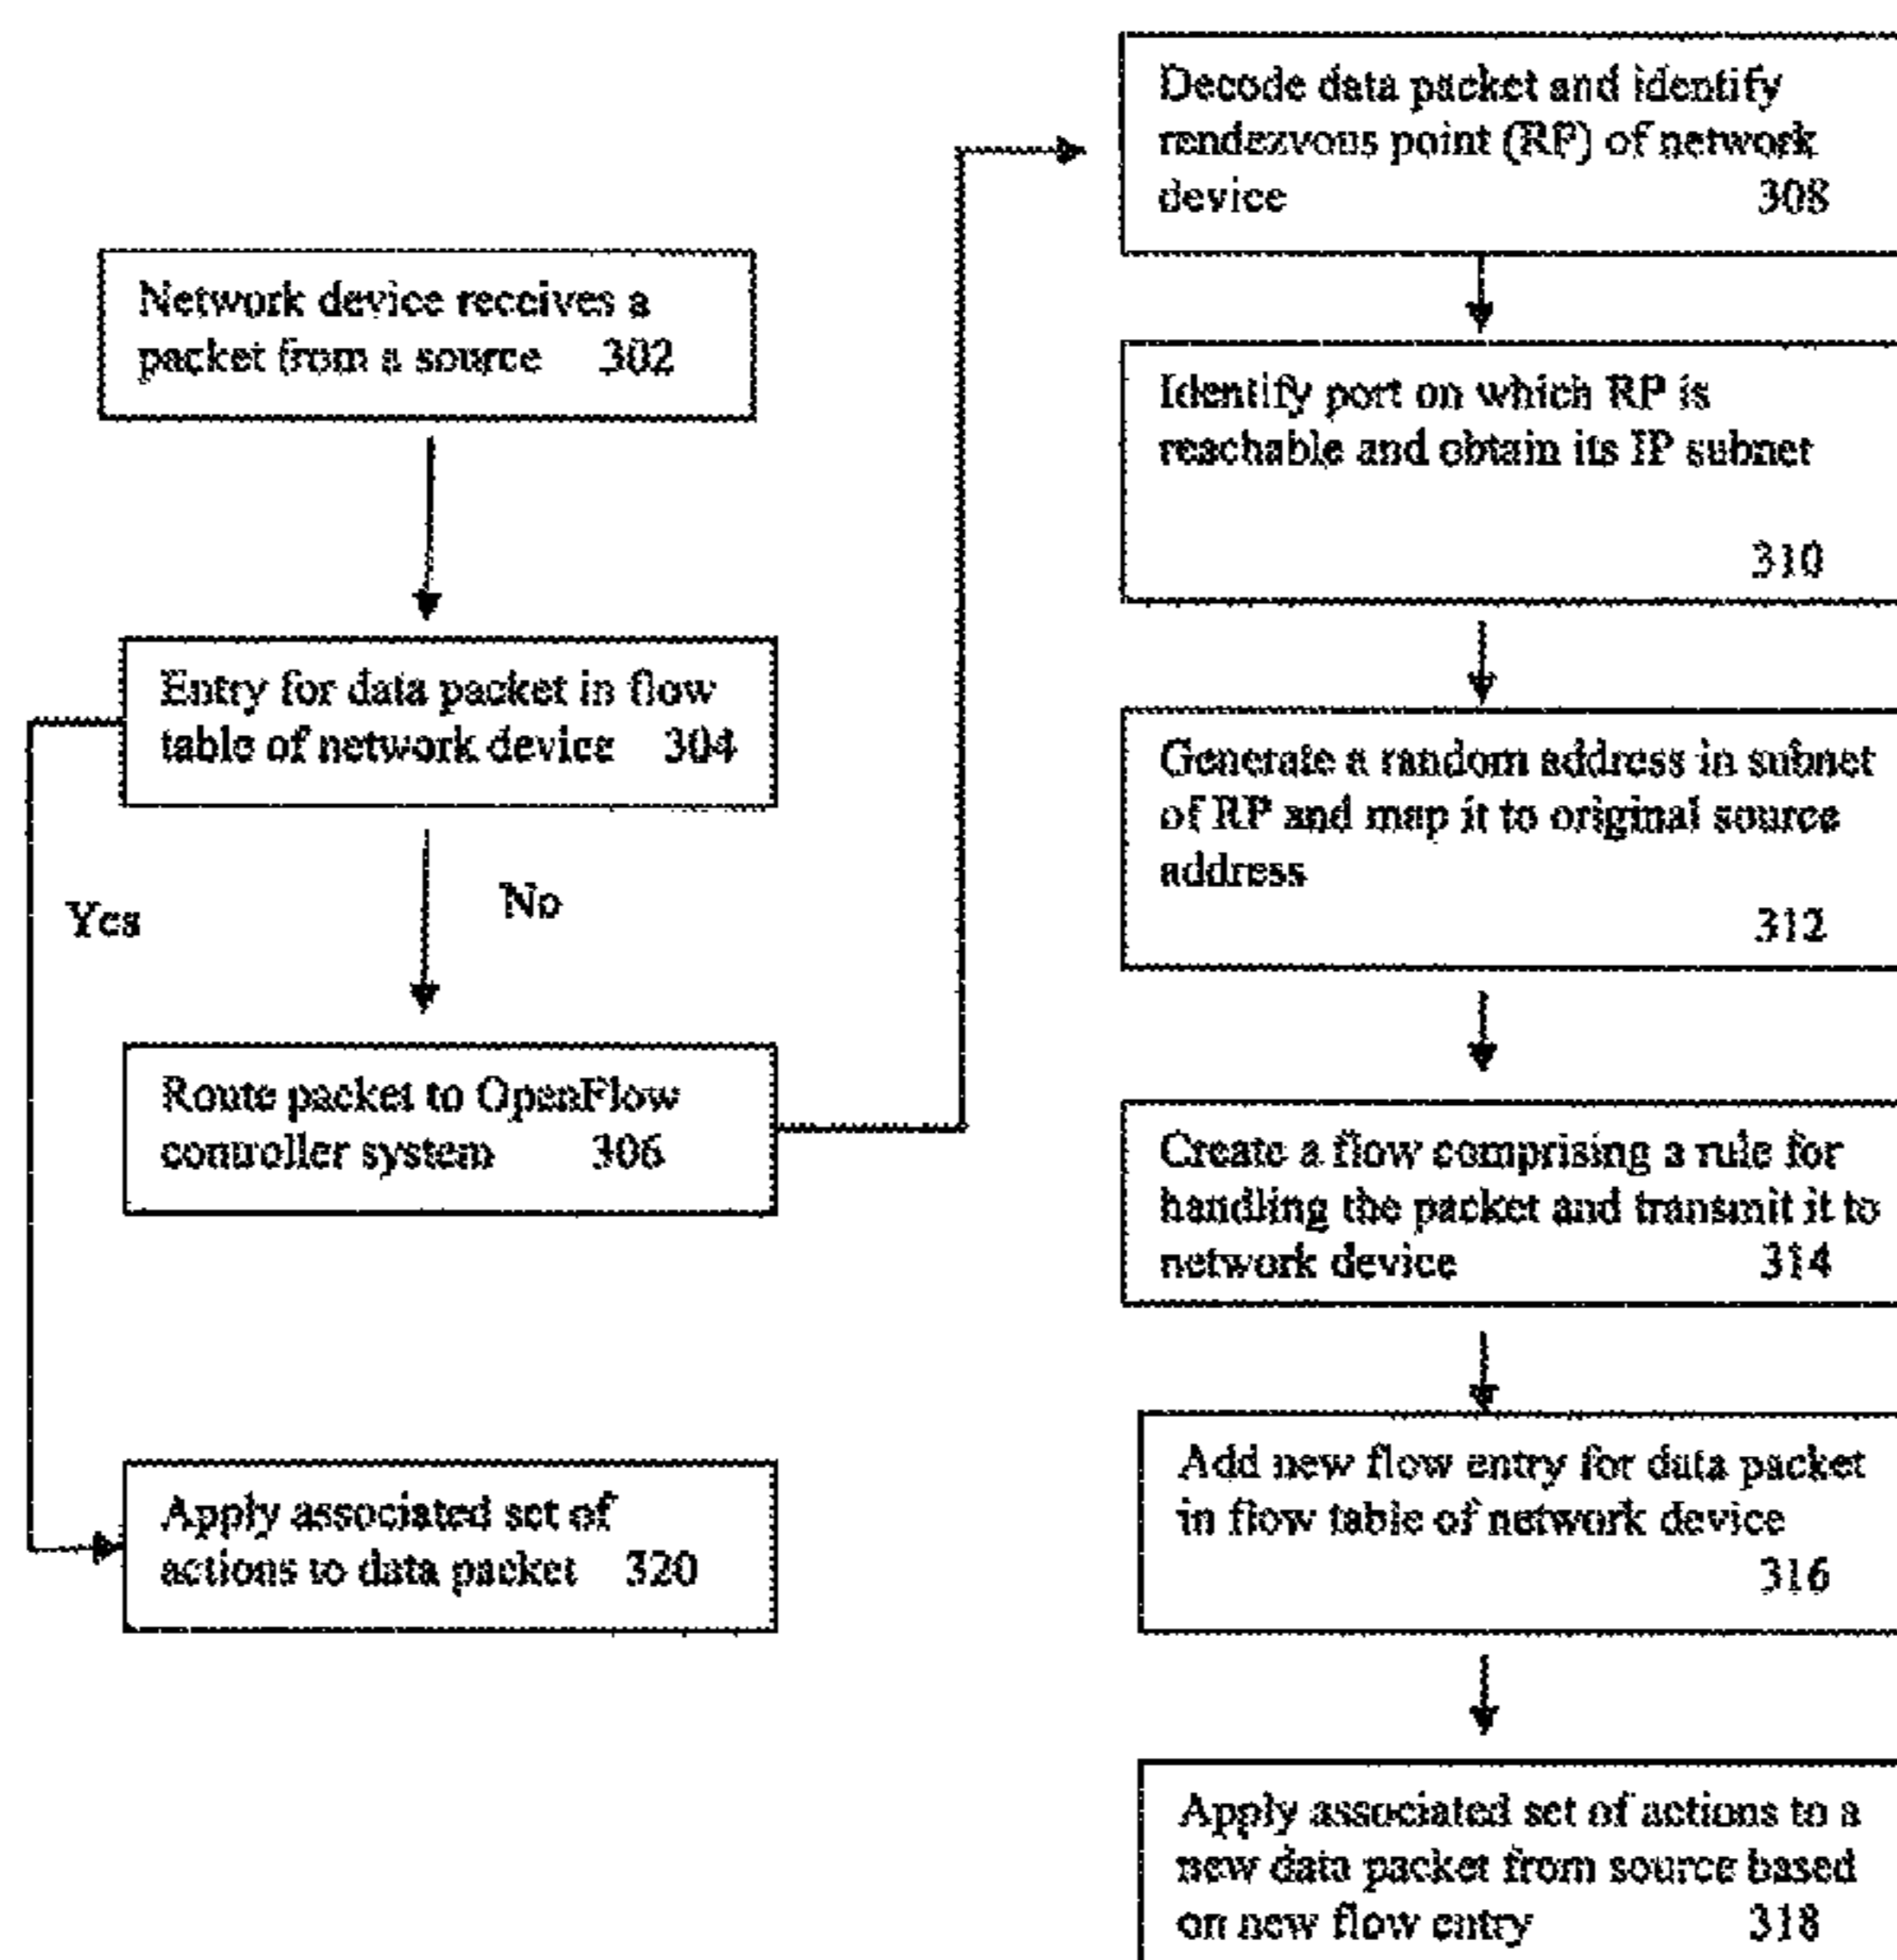 Network device receives a
packet from a source 302
Entry for data packet in flow
table of network device 304
Yes
No
Route packet to OpenFlow
controller system 306
Apply associated set of
actions to data packet 320
Decode data packet and identify
rendezvous point (RP) of network
device 308
Identify port on which RP is
reachable and obtain its IP subnet
310
Generate a random address in subnet
of RP and map it to original source
address
312
Create a flow comprising a rule for
handling the packet and transmit it to
network device 314
Add new flow entry for data packet
in flow table of network device
316
Apply associated set of actions to a
new data packet from source based
on new flow entry 318